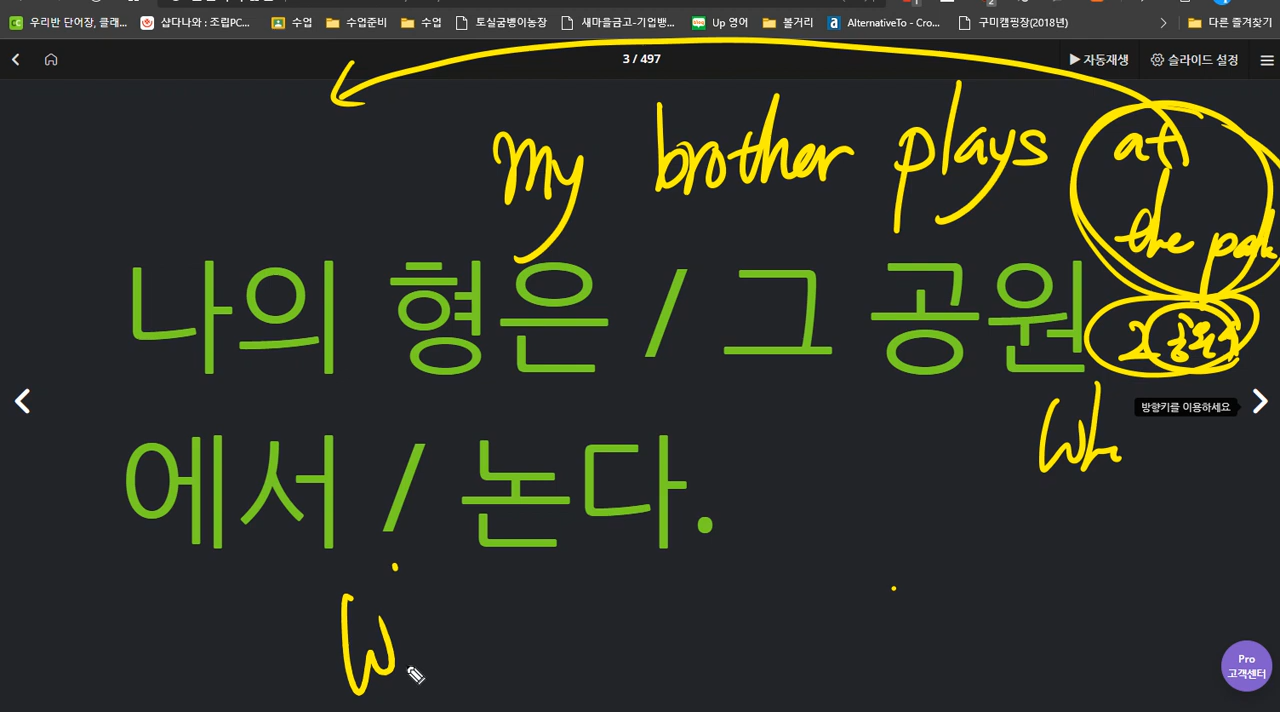 우리반 단어장, 클래... 샵다나와 : 조립PC... 수업 수업준비 수업 토실굼벵이농장 새마을금고-기업뱅... Up 영어 볼거리 AlternativeTo - Cro... 구미캠핑장(2018년) 다른 즐겨찾기
3 / 497 자동재생 슬라이드 설정
my brother plays at
the park
나의 형은 / 그 공원
방향키를 이용하세요
Wh
에서 / 논다.
W
Pro
고객센터